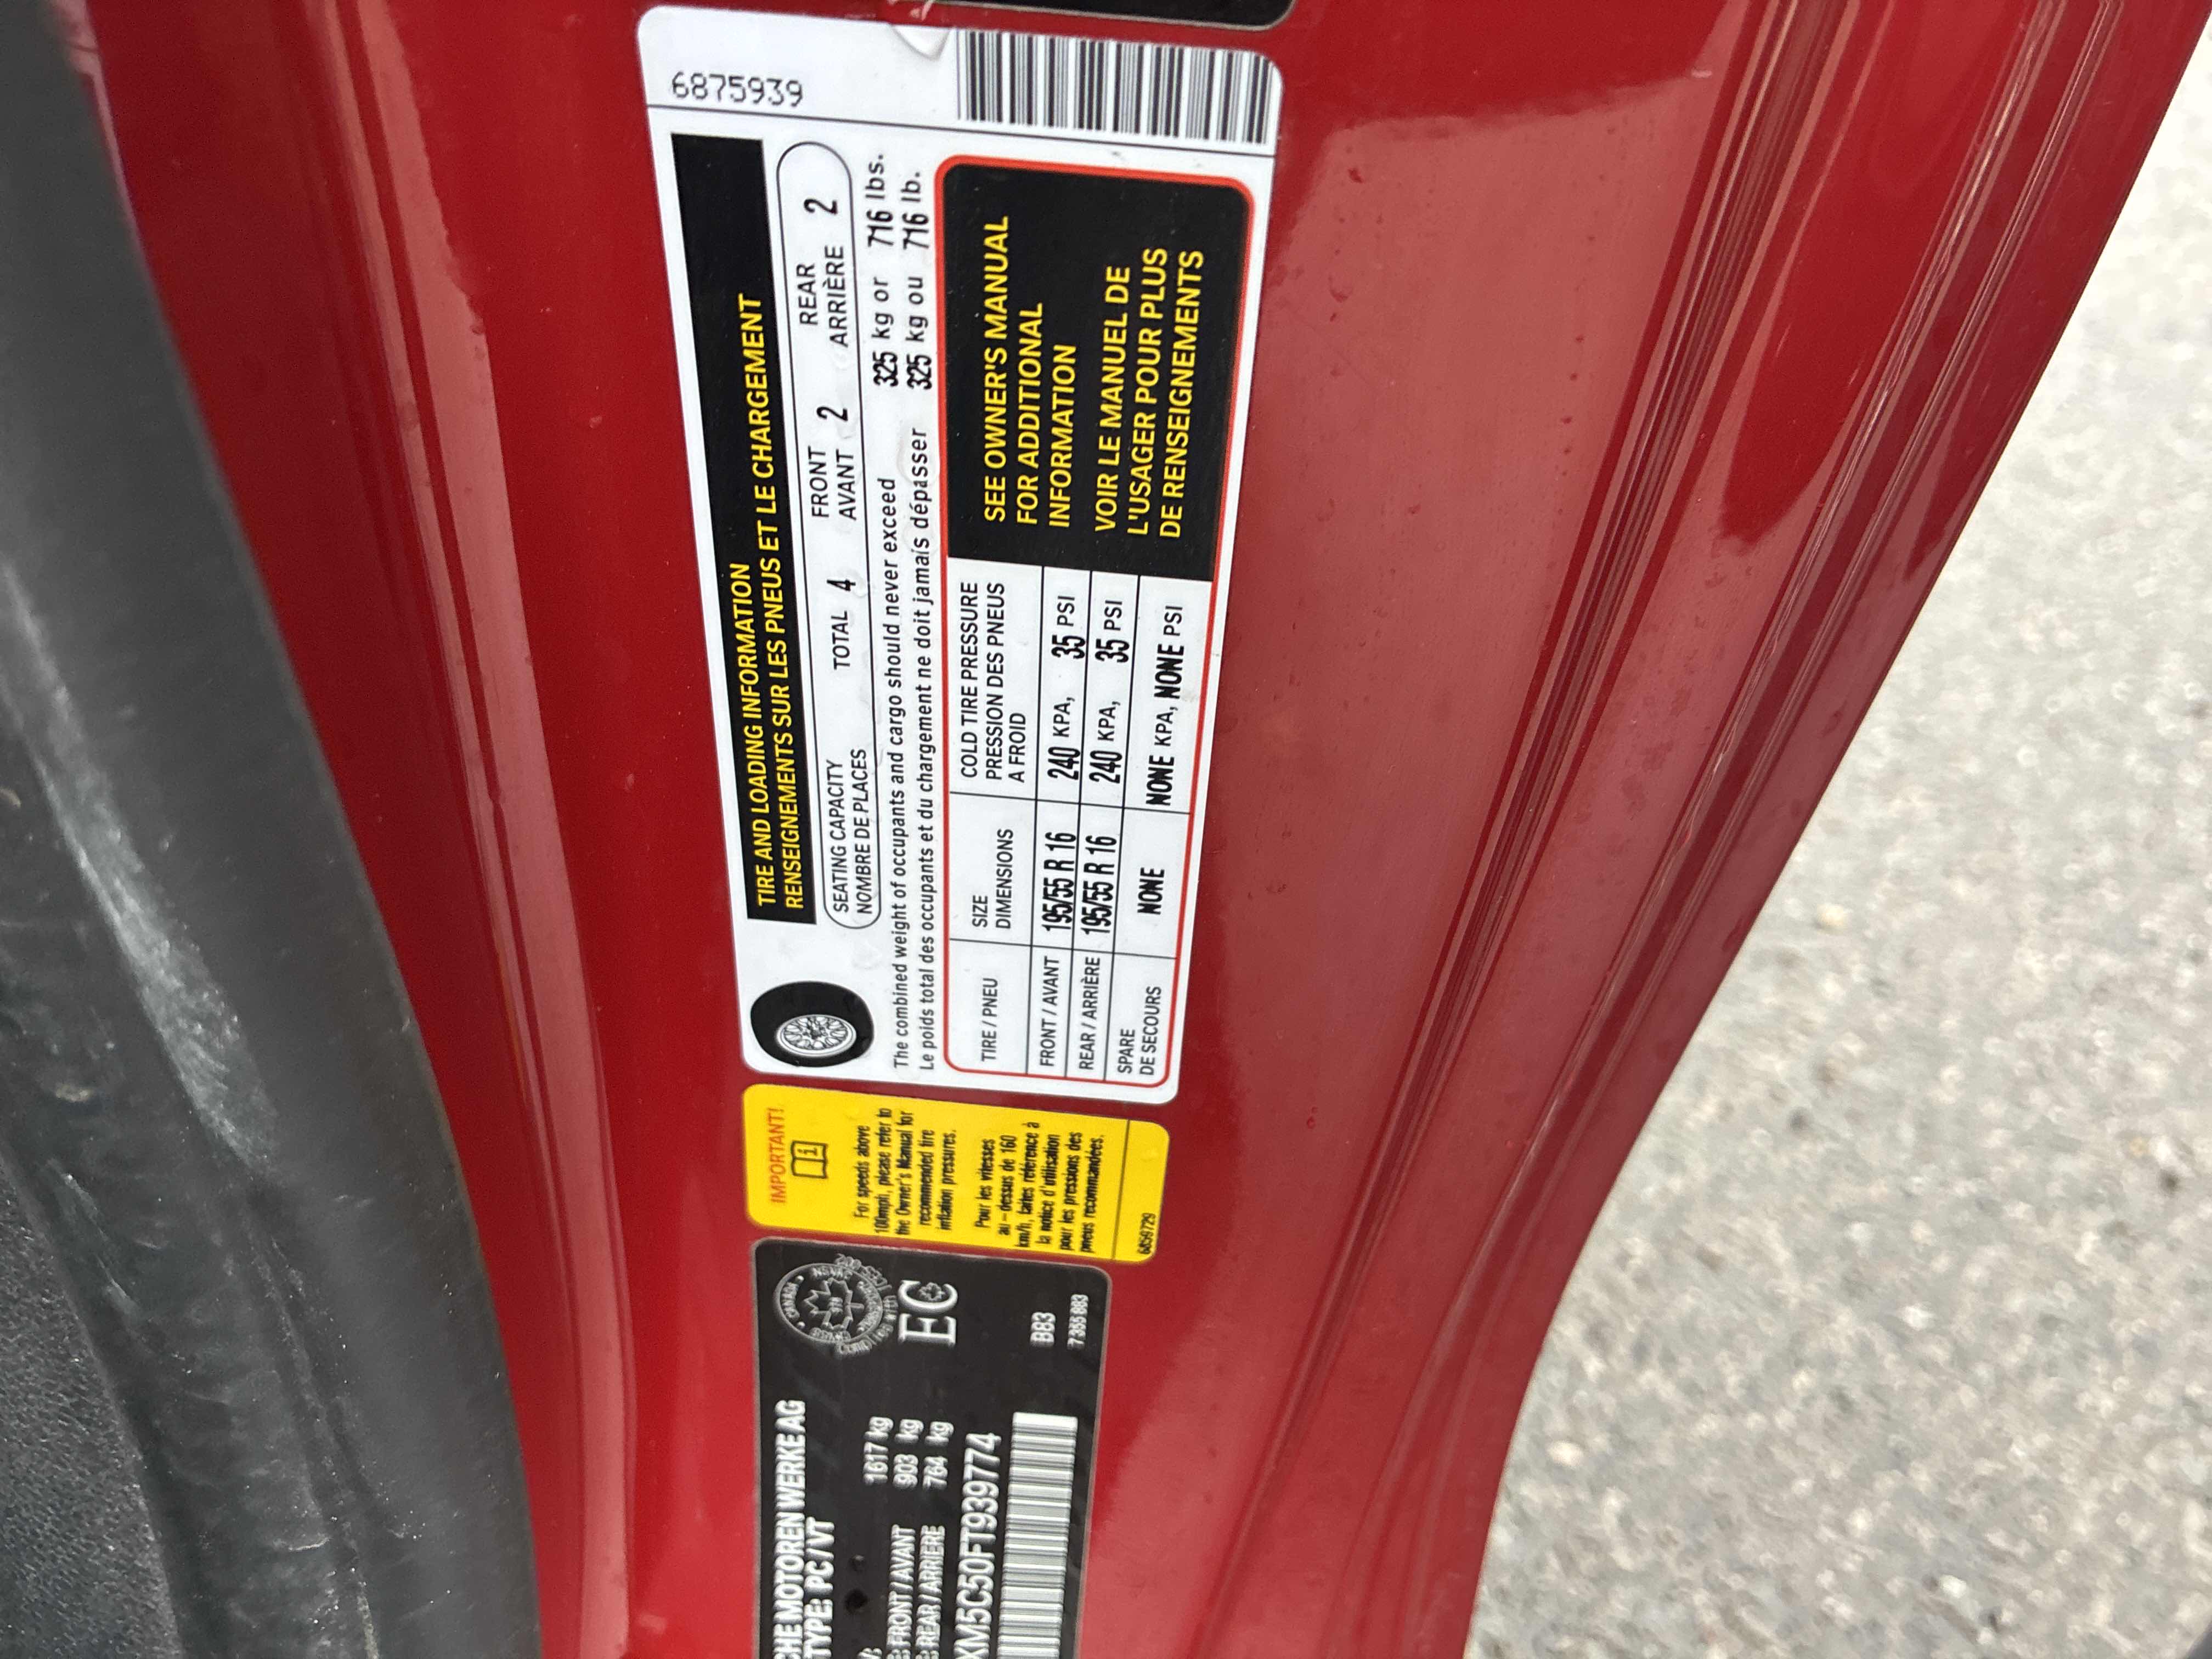 6875939
TIRE AND LOADING INFORMATION
RENSEIGNEMENTS SUR LES PNEUS ET LE CHARGEMENT
SEATING CAPACITY
NOMBRE DE PLACES
TOTAL 4
FRONT
AVANT 2
REAR
ARRIÈRE 2
The combined weight of occupants and cargo should never exceed 325 kg or 716 lbs.
Le poids total des occupants et du chargement ne doit jamais dépasser 325 kg ou 716 lb.
TIRE / PNEU
SIZE
DIMENSIONS
COLD TIRE PRESSURE
PRESSION DES PNEUS
A FROID
FRONT / AVANT 195/55 R 16 240 KPA, 35 PSI
REAR / ARRIÈRE 195/55 R 16 240 KPA, 35 PSI
SPARE
DE SECOURS NONE NONE KPA, NONE PSI
SEE OWNER'S MANUAL
FOR ADDITIONAL
INFORMATION
VOIR LE MANUEL DE
L'USAGER POUR PLUS
DE RENSEIGNEMENTS
IMPORTANT!
For speeds above
100mph, please refer to
the Owner's Manual for
recommended tire
inflation pressures.
Pour les vitesses
au - dessus de 160
km/h, faites référence à
la notice d'utilisation
pour les pressions des
pneus recommandées.
6859729
CHE MOTOREN WERKE AG
TYPE: PC / VT
1617 kg
: FRONT / AVANT 903 kg
: REAR / ARRIERE 764 kg
XM5C50FT939774
CANADA
EC
B83
7 355 883